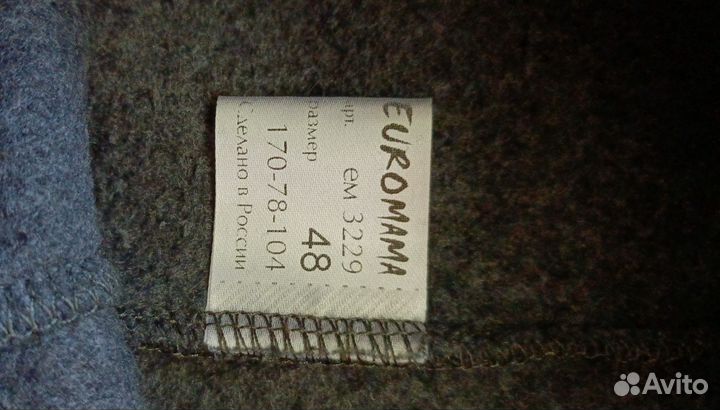 EUROMAMA
арт. ем 3229
размер 48
170-78-104
Сделано в России
Avito